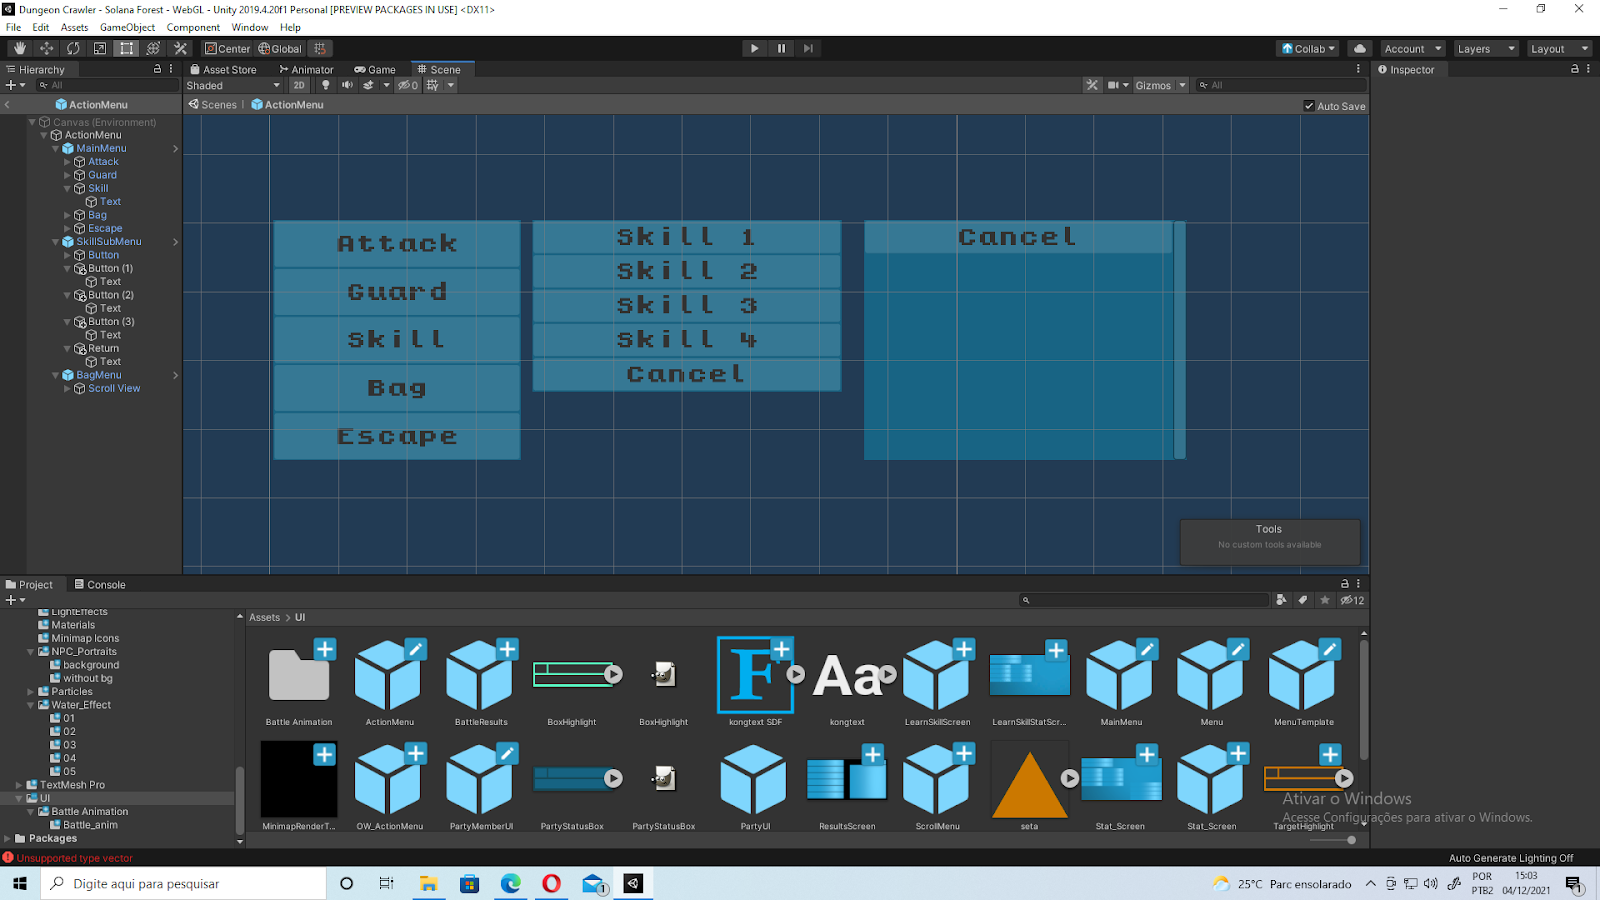 Dungeon Crawler - Solana Forest - WebGL - Unity 2019.4.20f1 Personal [PREVIEW PACKAGES IN USE] <DX11>
File Edit Assets GameObject Component Window Help
Center Global Collab Account Layers Layout
Hierarchy Asset Store Animator Game Scene Inspector
All Shaded 2D 0 Gizmos All
ActionMenu Scenes ActionMenu Auto Save
Canvas (Environment)
ActionMenu
MainMenu
Attack
Guard
Skill
Text
Bag
Escape
SkillSubMenu
Button
Button (1)
Text
Button (2)
Text
Button (3)
Text
Return
Text
BagMenu
Scroll View
Attack
Guard
Skill
Bag
Escape
Skill 1
Skill 2
Skill 3
Skill 4
Cancel
Cancel
Tools
No custom tools available
Project Console
12
LightEffects
Materials
Minimap Icons
NPC_Portraits
background
without bg
Particles
Water_Effect
01
02
03
04
05
TextMesh Pro
UI
Battle Animation
Battle_anim
Packages
Assets > UI
F Aa
Battle Animation ActionMenu BattleResults BoxHighlight BoxHighlight kongtext SDF kongtext LearnSkillScreen LearnSkillStatScr... MainMenu Menu MenuTemplate
MinimapRenderT... OW_ActionMenu PartyMemberUI PartyStatusBox PartyStatusBox PartyUI ResultsScreen ScrollMenu seta Stat_Screen Stat_Screen TargetHighlight
Ativar o Windows
Acesse Configurações para ativar o Windows.
Unsupported type vector Auto Generate Lighting Off
Digite aqui para pesquisar 1 25°C Parc ensolarado POR 15:03
PTB2 04/12/2021 1